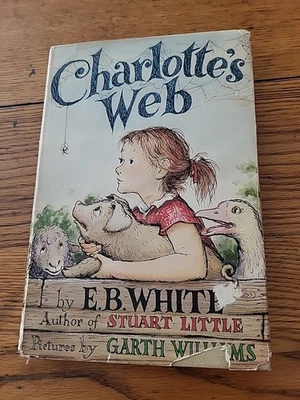 Charlotte's
Web
by E.B. WHITE
Author of STUART LITTLE
Pictures by GARTH WILLIAMS